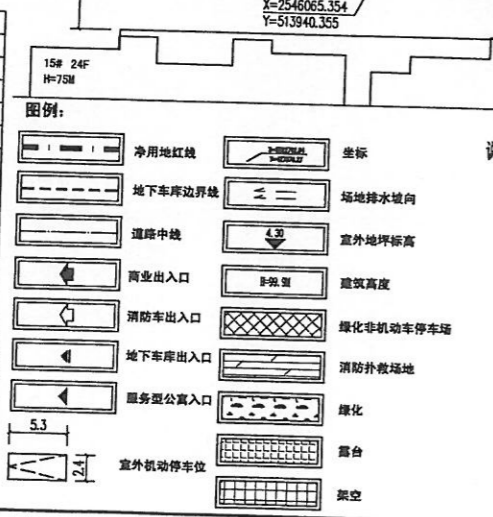 X=2546065.354
Y=513940.355
15# 24F
H=75M
图例:
净用地红线
地下车库边界线
道路中线
商业出入口
消防车出入口
地下车库出入口
服务型公寓入口
5.3
2.4
室外机动停车位
坐标
场地排水坡向
4.30
室外地坪标高
H=99.9M
建筑高度
绿化非机动车停车场
消防扑救场地
绿化
露台
架空